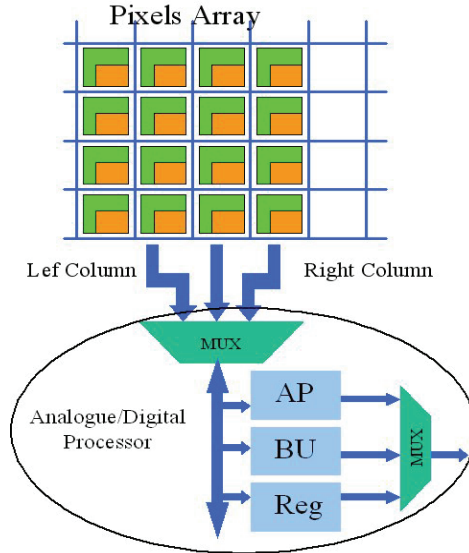 Pixels Array
Lef Column
Right Column
MUX
Analogue/Digital
Processor
AP
BU
Reg
MUX